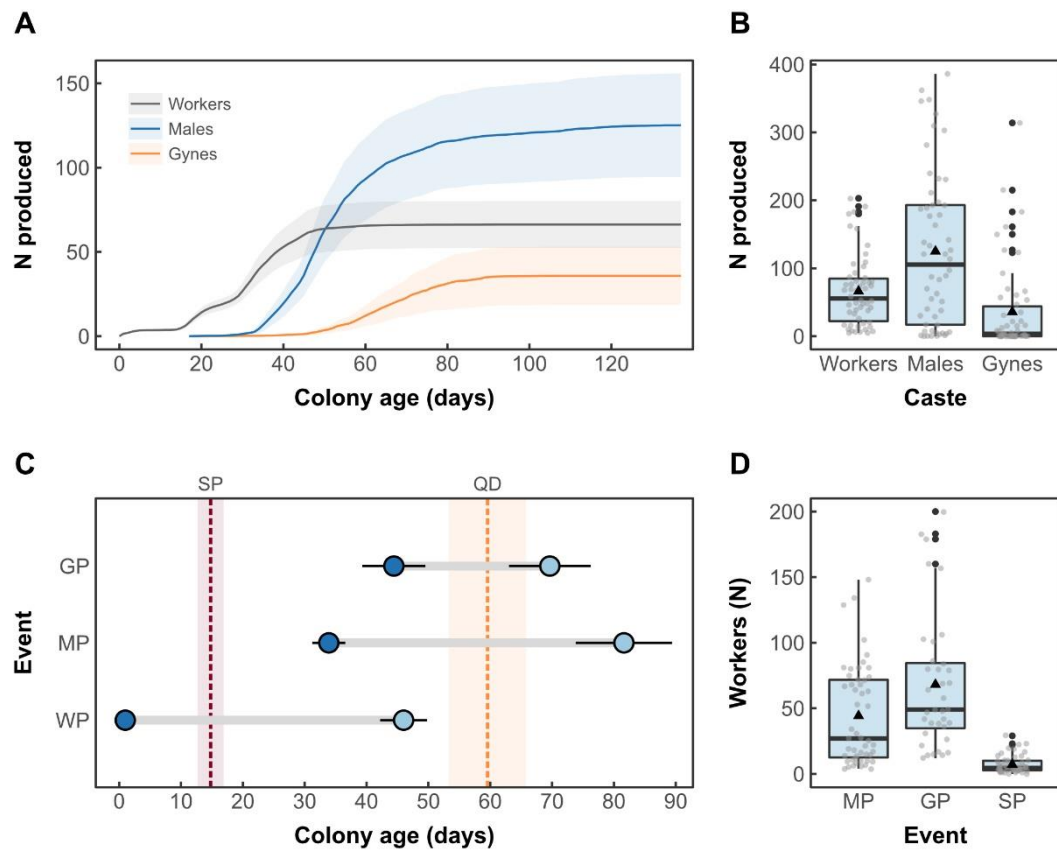 A
N produced
150
100
50
0
Workers
Males
Gynes
0 20 40 60 80 100 120
Colony age (days)
B
N produced
400
300
200
100
0
Workers Males Gynes
Caste
C
SP QD
Event
GP
MP
WP
0 10 20 30 40 50 60 70 80 90
Colony age (days)
D
Workers (N)
200
150
100
50
0
MP GP SP
Event